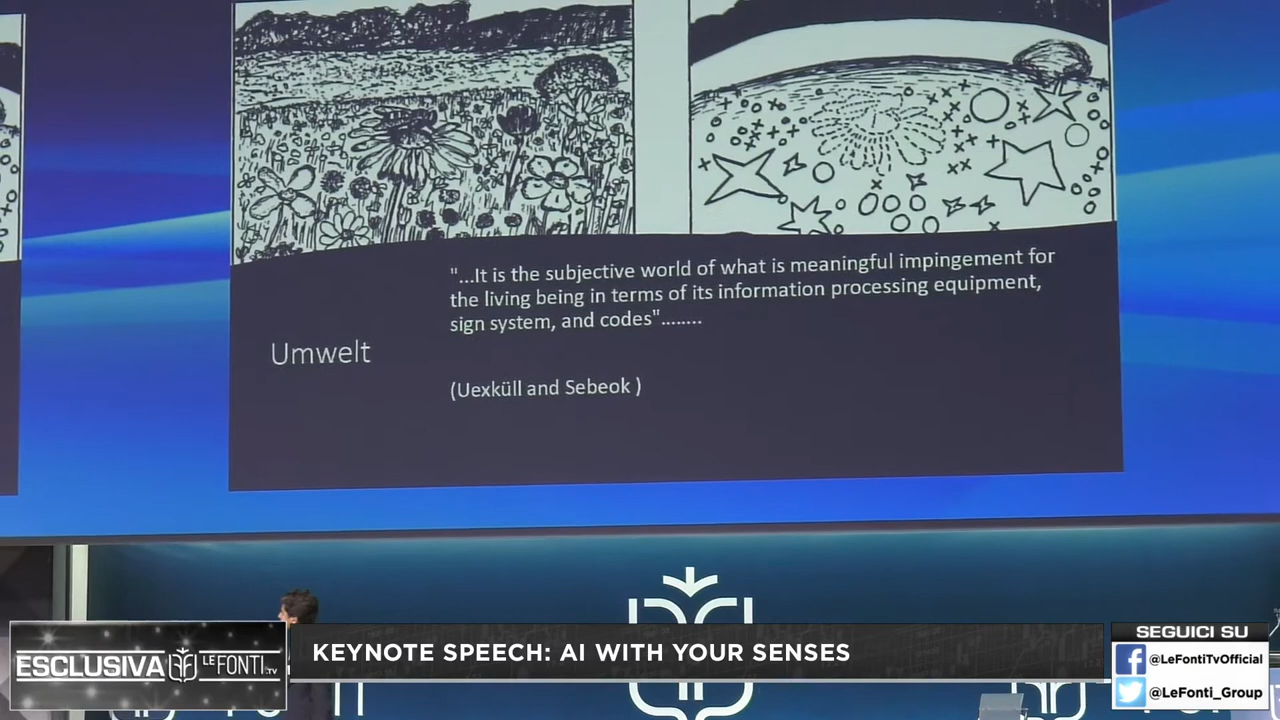 "...It is the subjective world of what is meaningful impingement for
the living being in terms of its information processing equipment,
sign system, and codes"........
Umwelt
(Uexküll and Sebeok )
ESCLUSIVA LEFONTI.TV
KEYNOTE SPEECH: AI WITH YOUR SENSES
SEGUICI SU
@LeFontiTvOfficial
@LeFonti_Group